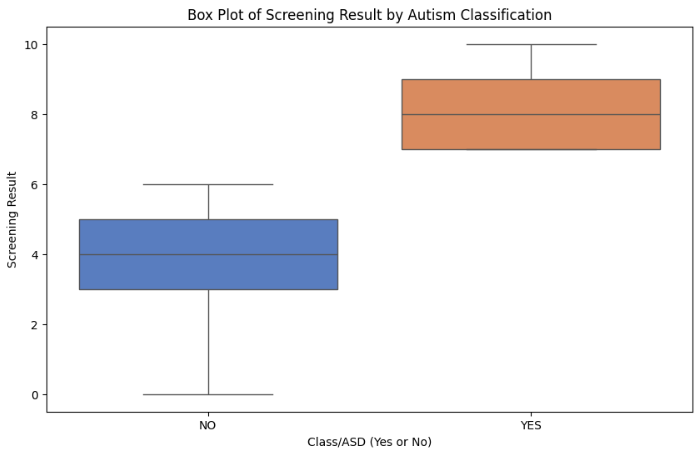 Box Plot of Screening Result by Autism Classification
10
8
6
4
2
0
Screening Result
NO
YES
Class/ASD (Yes or No)